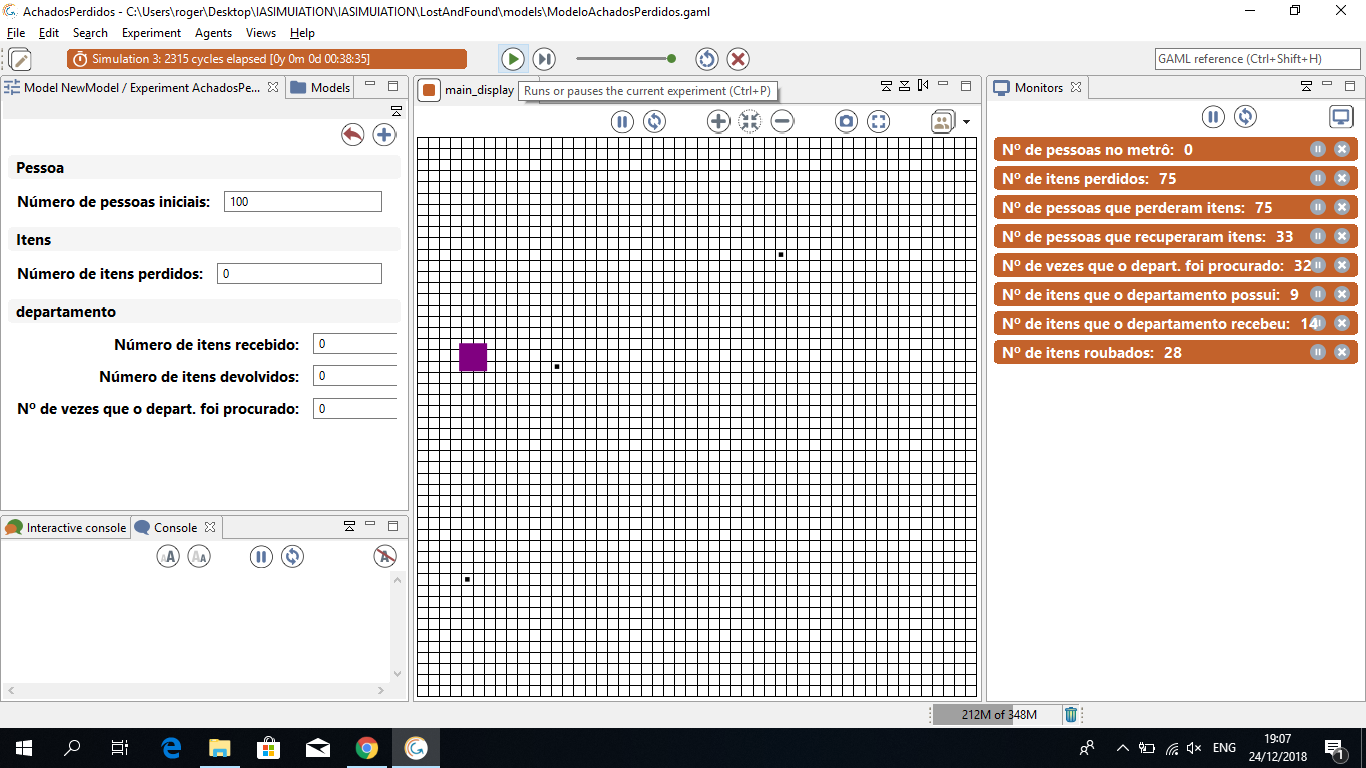 AchadosPerdidos - C:\Users\roger\Desktop\IASIMUlATION\IASIMUlATION\LostAndFound\models\ModeloAchadosPerdidos.gaml
File Edit Search Experiment Agents Views Help
Simulation 3: 2315 cycles elapsed [0y 0m 0d 00:38:35]
GAML reference (Ctrl+Shift+H)
Model NewModel / Experiment AchadosPe...
Models
Pessoa
Número de pessoas iniciais: 100
Itens
Número de itens perdidos: 0
departamento
Número de itens recebido: 0
Número de itens devolvidos: 0
Nº de vezes que o depart. foi procurado: 0
Interactive console
Console
main_display
Runs or pauses the current experiment (Ctrl+P)
Monitors
Nº de pessoas no metrô: 0
Nº de itens perdidos: 75
Nº de pessoas que perderam itens: 75
Nº de pessoas que recuperaram itens: 33
Nº de vezes que o depart. foi procurado: 32
Nº de itens que o departamento possui: 9
Nº de itens que o departamento recebeu: 14
Nº de itens roubados: 28
212M of 348M
ENG
19:07
24/12/2018
1